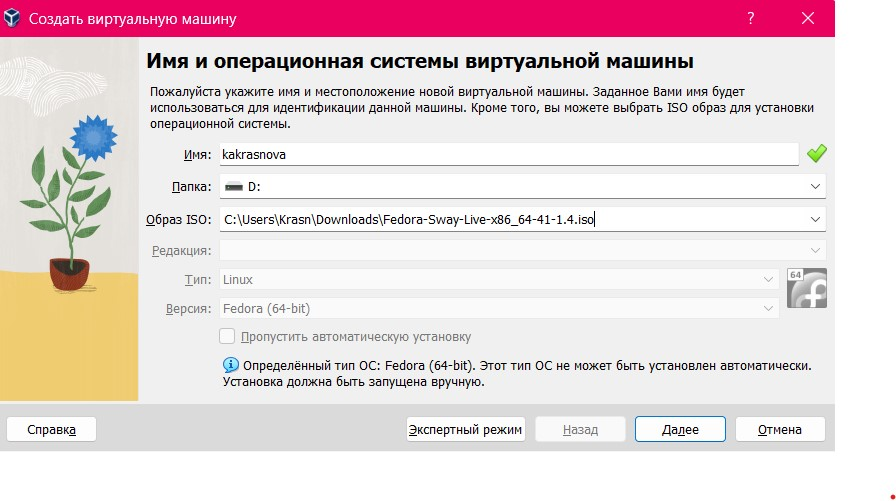 Создать виртуальную машину
?
Имя и операционная системы виртуальной машины
Пожалуйста укажите имя и местоположение новой виртуальной машины. Заданное Вами имя будет
использоваться для идентификации данной машины. Кроме того, вы можете выбрать ISO образ для установки
операционной системы.
Имя: kakrasnova
Папка: D:
Образ ISO: C:\Users\Krasn\Downloads\Fedora-Sway-Live-x86_64-41-1.4.iso
Редакция:
Тип: Linux
64
Версия: Fedora (64-bit)
Пропустить автоматическую установку
Определённый тип ОС: Fedora (64-bit). Этот тип ОС не может быть установлен автоматически.
Установка должна быть запущена вручную.
Справка Экспертный режим Назад Далее Отмена